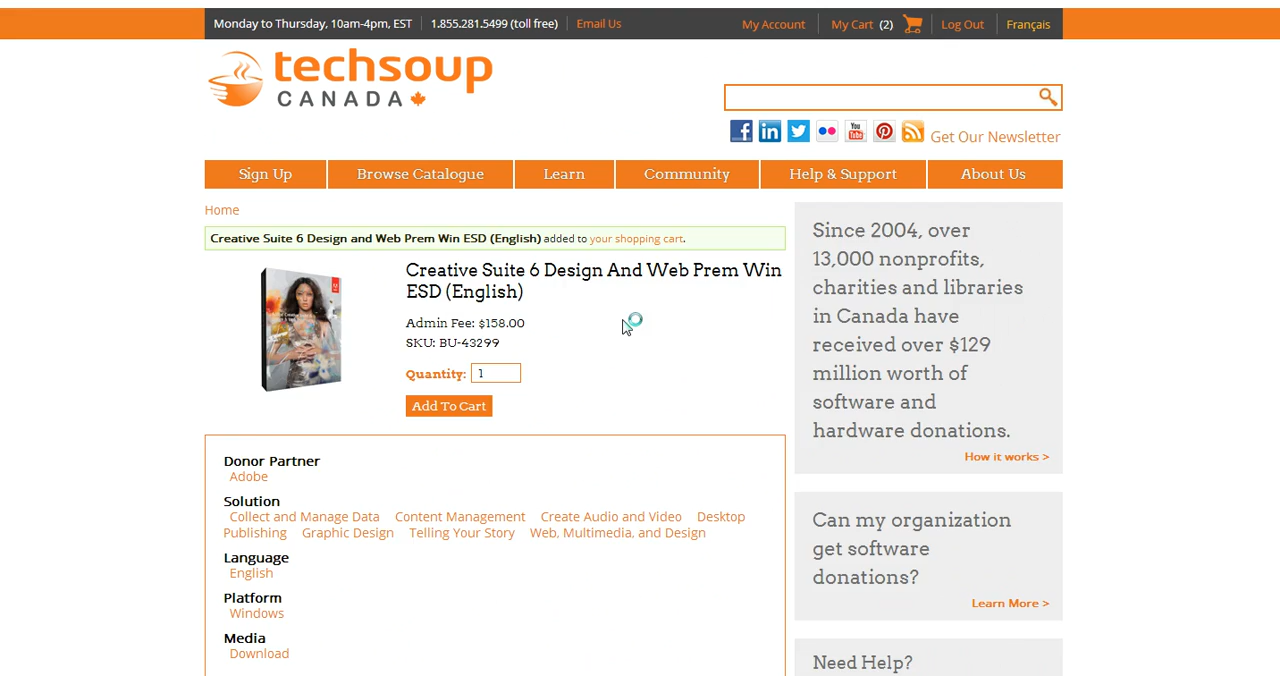 Monday to Thursday, 10am-4pm, EST 1.855.281.5499 (toll free) Email Us My Account My Cart (2) Log Out Français
techsoup
CANADA
Get Our Newsletter
Sign Up Browse Catalogue Learn Community Help & Support About Us
Home
Creative Suite 6 Design and Web Prem Win ESD (English) added to your shopping cart.
Creative Suite 6 Design And Web Prem Win
ESD (English)
Admin Fee: $158.00
SKU: BU-43299
Quantity: 1
Add To Cart
Donor Partner
Adobe
Solution
Collect and Manage Data Content Management Create Audio and Video Desktop
Publishing Graphic Design Telling Your Story Web, Multimedia, and Design
Language
English
Platform
Windows
Media
Download
Since 2004, over
13,000 nonprofits,
charities and libraries
in Canada have
received over $129
million worth of
software and
hardware donations.
How it works >
Can my organization
get software
donations?
Learn More >
Need Help?